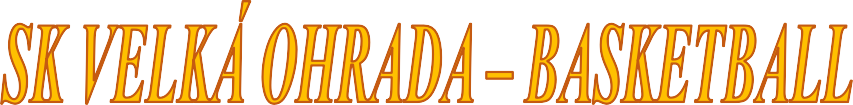 SK VELKÁ OHRADA – BASKETBALL